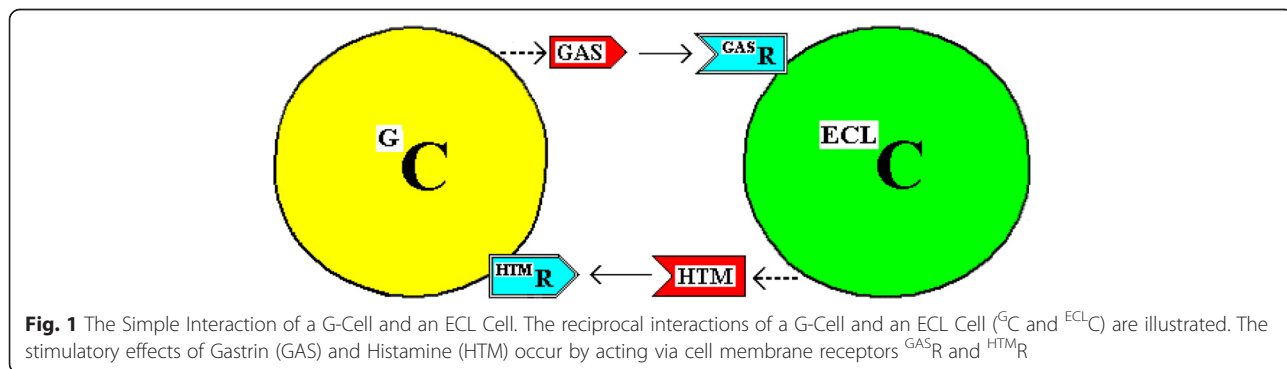 GAS
GAS R
G C
ECL C
HTM R
HTM
Fig. 1 The Simple Interaction of a G-Cell and an ECL Cell. The reciprocal interactions of a G-Cell and an ECL Cell (ᴳC and ᴱᶜᴸC) are illustrated. The
stimulatory effects of Gastrin (GAS) and Histamine (HTM) occur by acting via cell membrane receptors ᴳᴬˢR and ᴴᵀᴹR